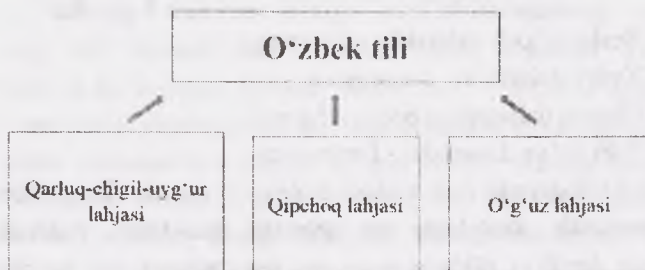 O‘zbek tili
Qarluq-chigil-uyg‘ur
lahjasi
Qipchoq lahjasi
O‘g‘uz lahjasi